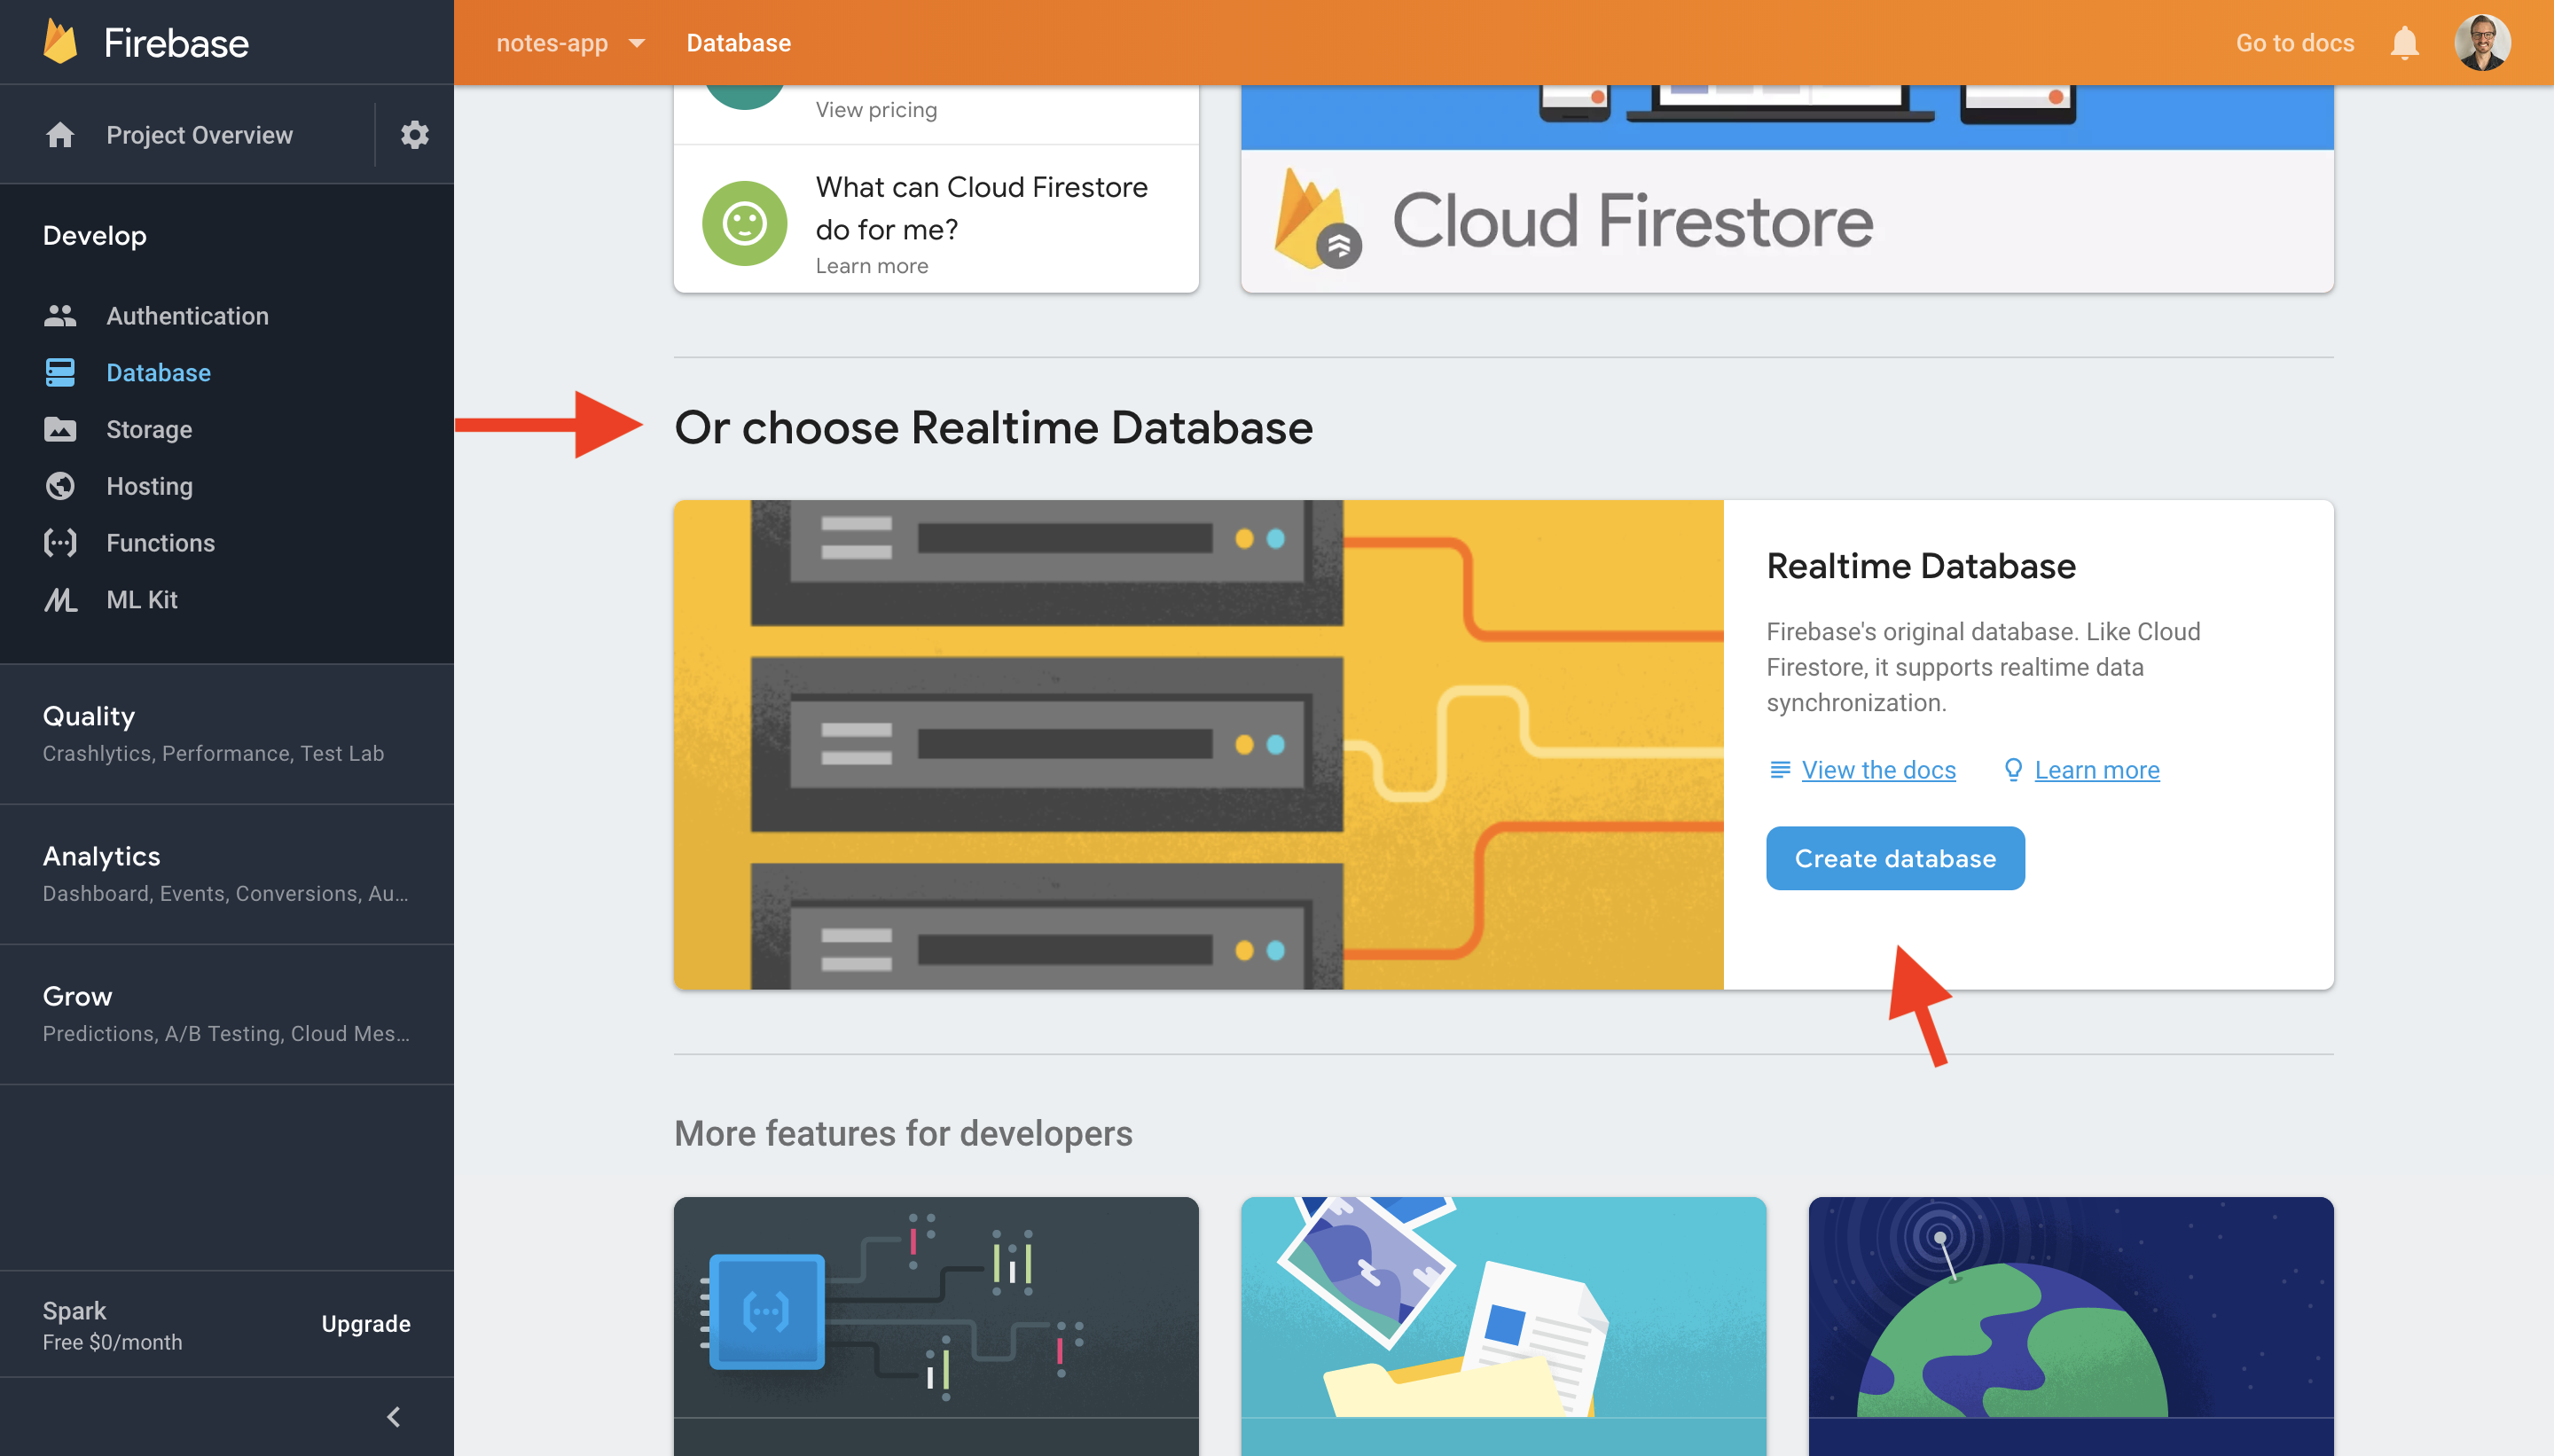 Firebase
notes-app
Database
Go to docs
Project Overview
Develop
Authentication
Database
Storage
Hosting
Functions
ML Kit
Quality
Crashlytics, Performance, Test Lab
Analytics
Dashboard, Events, Conversions, Au...
Grow
Predictions, A/B Testing, Cloud Mes...
Spark
Free $0/month
Upgrade
View pricing
What can Cloud Firestore
do for me?
Learn more
Cloud Firestore
Or choose Realtime Database
Realtime Database
Firebase's original database. Like Cloud
Firestore, it supports realtime data
synchronization.
View the docs
Learn more
Create database
More features for developers